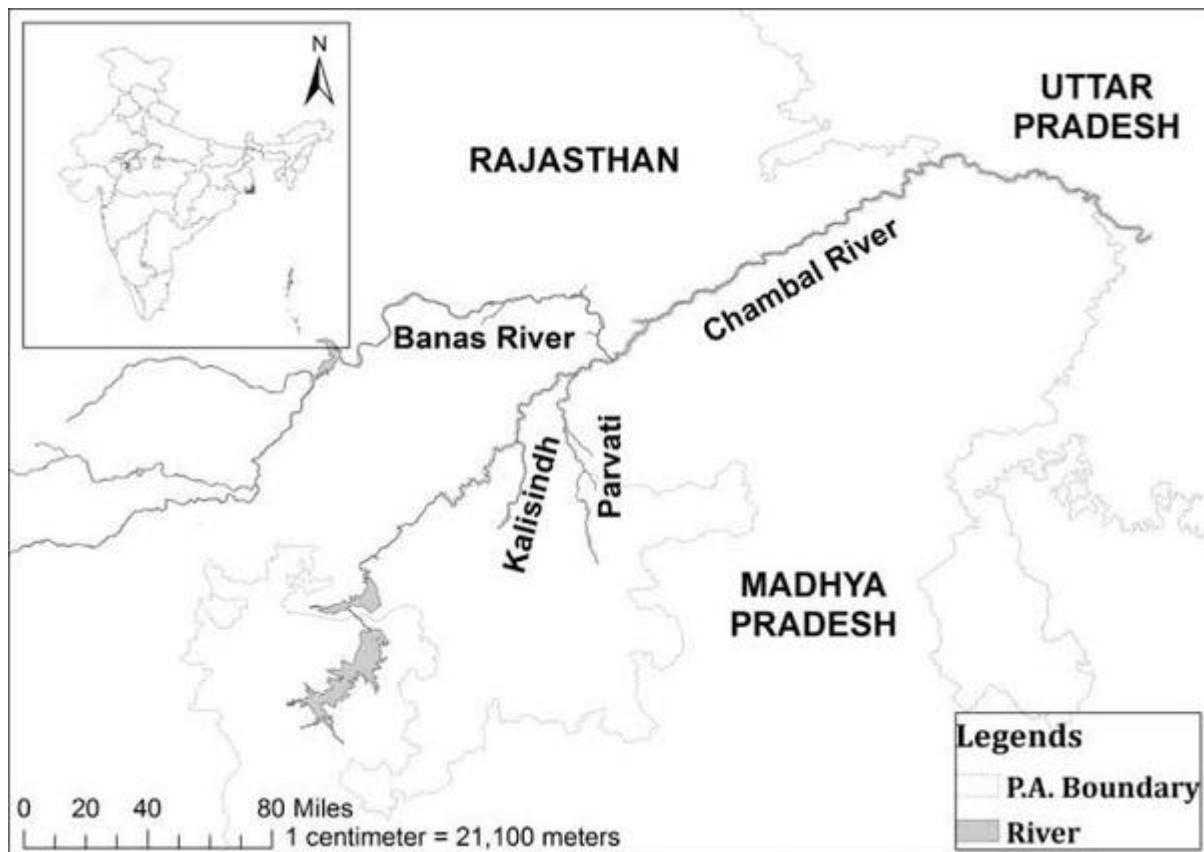 N
UTTAR
PRADESH
RAJASTHAN
Chambal River
Banas River
Kalisindh
Parvati
MADHYA
PRADESH
Legends
P.A. Boundary
River
0 20 40 80 Miles
1 centimeter = 21,100 meters